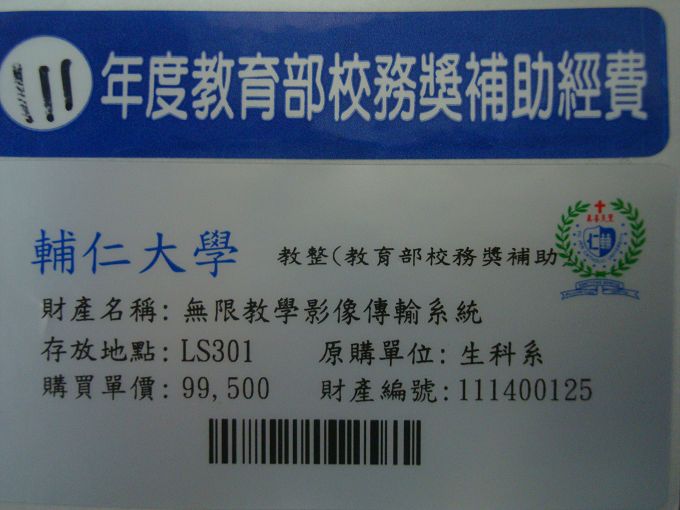 111年度教育部校務獎補助經費
輔仁大學 教整(教育部校務獎補助
財產名稱: 無限教學影像傳輸系統
存放地點: LS301 原購單位: 生科系
購買單價: 99,500 財產編號: 111400125